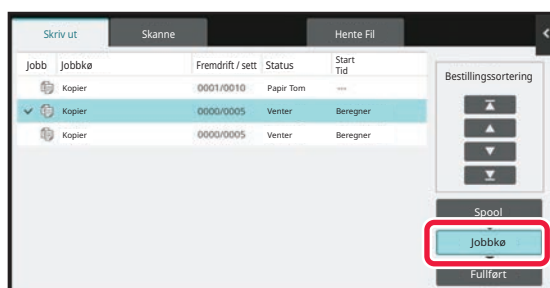 Skriv ut Skanne Hente Fil
Jobb Jobbkø Fremdrift / sett Status Start Tid
Kopier 0001/0010 Papir Tom ---
Kopier 0000/0005 Venter Beregner
Kopier 0000/0005 Venter Beregner
Bestillingssortering
Spool
Jobbkø
Fullført